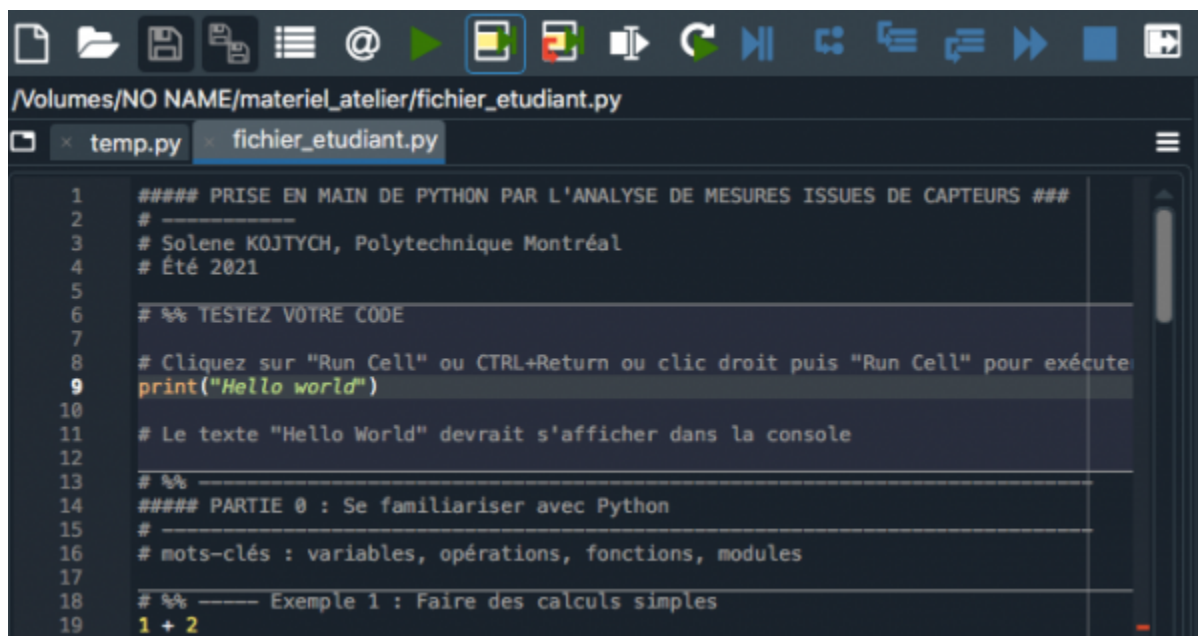 @
/Volumes/NO NAME/materiel_atelier/fichier_etudiant.py
× temp.py × fichier_etudiant.py
1 ##### PRISE EN MAIN DE PYTHON PAR L'ANALYSE DE MESURES ISSUES DE CAPTEURS ###
2 # -----------
3 # Solene KOJTYCH, Polytechnique Montréal
4 # Été 2021
5
6 # %% TESTEZ VOTRE CODE
7
8 # Cliquez sur "Run Cell" ou CTRL+Return ou clic droit puis "Run Cell" pour exécute
9 print("Hello world")
10
11 # Le texte "Hello World" devrait s'afficher dans la console
12
13 # %% --------------------------------------------------------------------------
14 ##### PARTIE 0 : Se familiariser avec Python
15 # -----------------------------------------------------------------------------
16 # mots-clés : variables, opérations, fonctions, modules
17
18 # %% ----- Exemple 1 : Faire des calculs simples
19 1 + 2